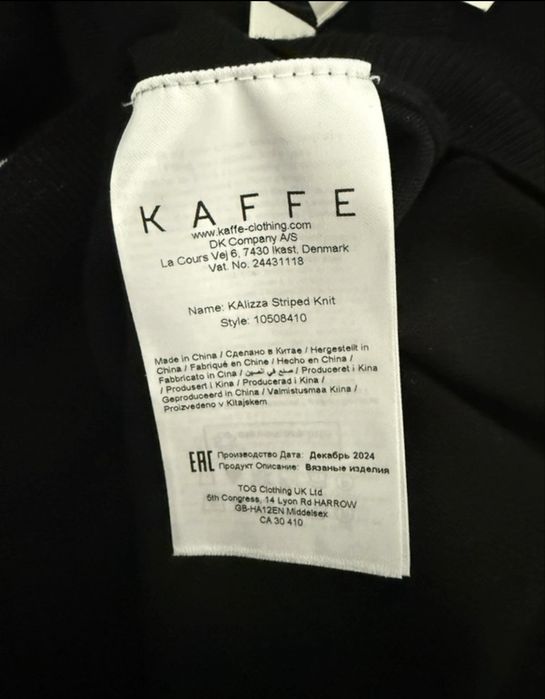 KAFFE
www.kaffe-clothing.com
DK Company A/S
La Cours Vej 6, 7430 Ikast, Denmark
Vat. No. 24431118
Name: KAlizza Striped Knit
Style: 10508410
Made in China / Сделано в Китае / Hergestellt in
China / Fabriqué en Chine / Hecho en China /
Fabbricato in Cina / صنع في الصين / Produceret i Kina
/ Produsert i Kina / Producerad i Kina /
Geproduceerd in China / Valmistusmaa Kiina /
Proizvedeno v Kitajskem
EAC Производство Дата: Декабрь 2024
Продукт Описание: Вязаные изделия
TOG Clothing UK Ltd
5th Congress, 14 Lyon Rd HARROW
GB-HA12EN Middelsex
CA 30 410